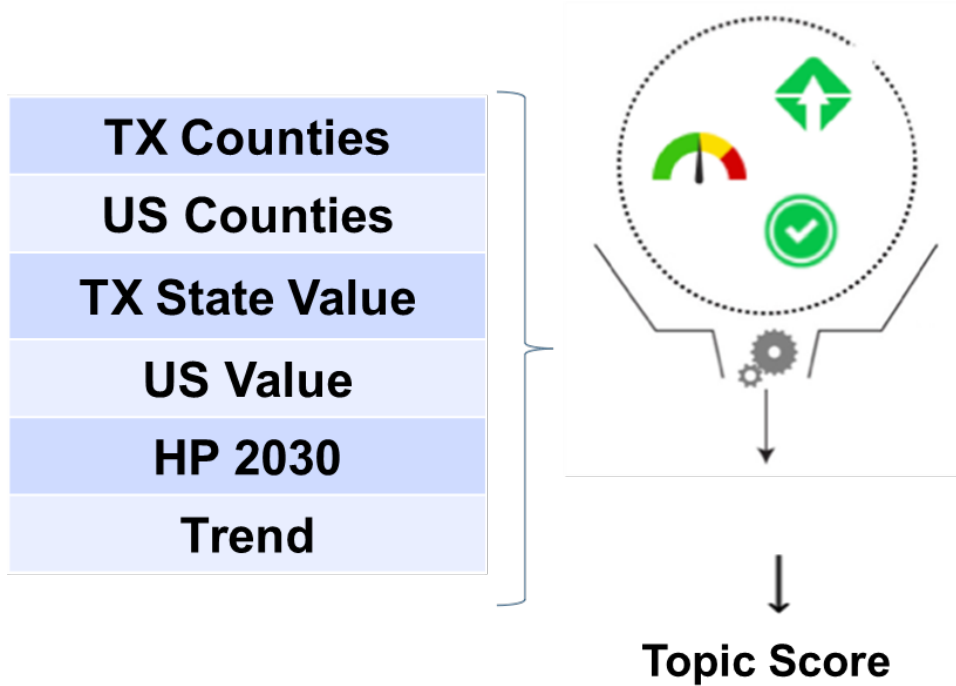 TX Counties
US Counties
TX State Value
US Value
HP 2030
Trend
Topic Score